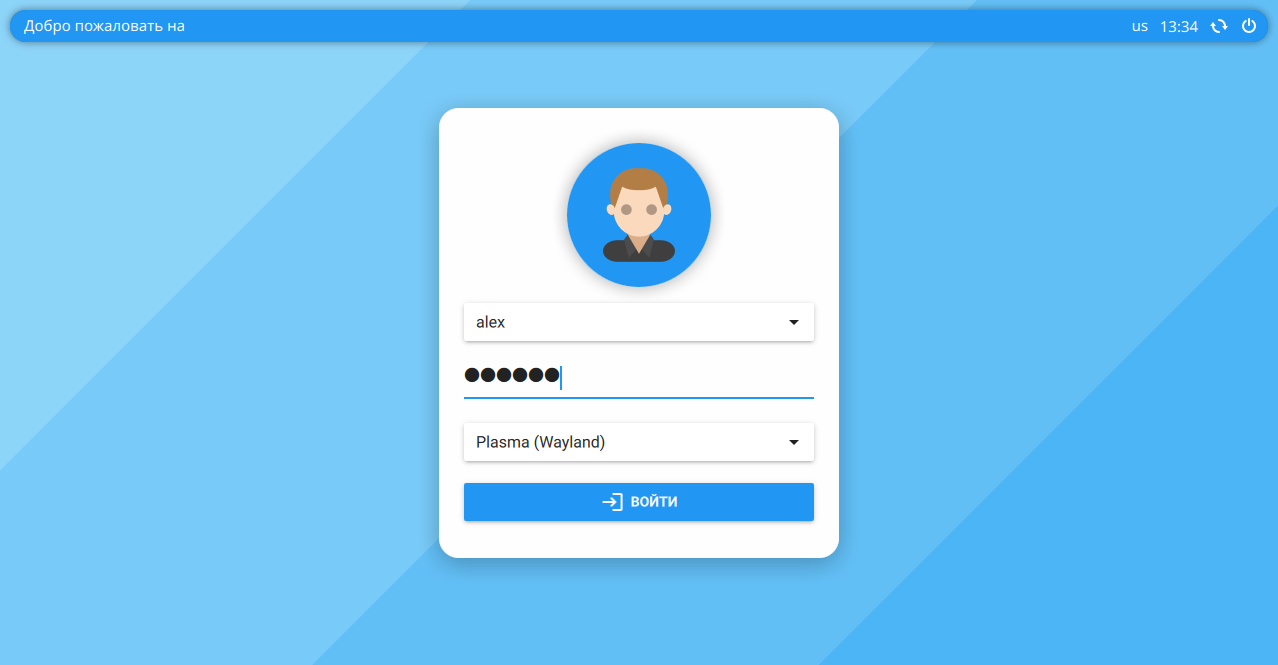 Добро пожаловать на
us 13:34
alex
●●●●●●
Plasma (Wayland)
ВОЙТИ